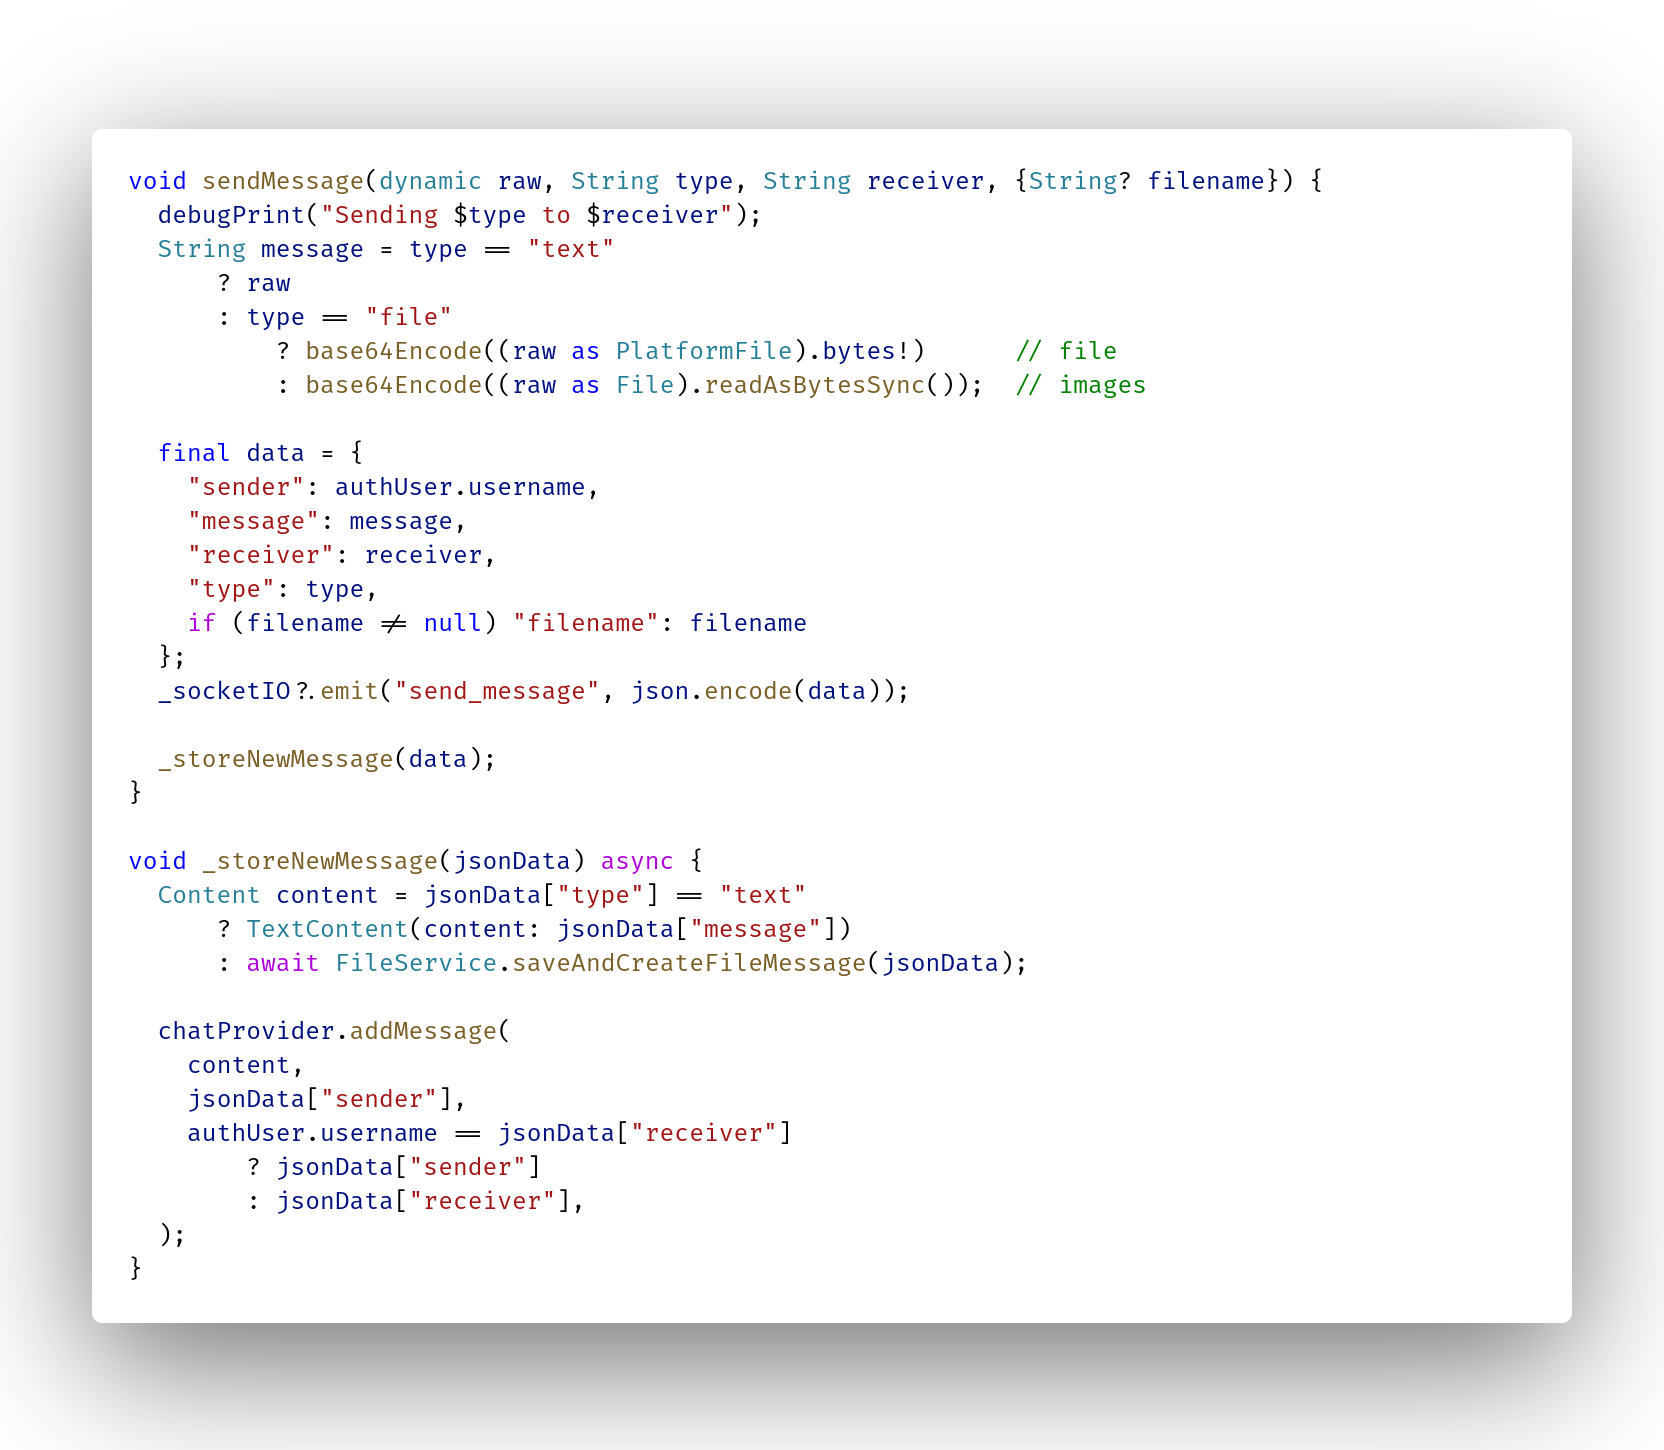 void sendMessage(dynamic raw, String type, String receiver, {String? filename}) {
  debugPrint("Sending $type to $receiver");
  String message = type == "text"
      ? raw
      : type == "file"
          ? base64Encode((raw as PlatformFile).bytes!)      // file
          : base64Encode((raw as File).readAsBytesSync());  // images

  final data = {
    "sender": authUser.username,
    "message": message,
    "receiver": receiver,
    "type": type,
    if (filename != null) "filename": filename
  };
  _socketIO?.emit("send_message", json.encode(data));

  _storeNewMessage(data);
}

void _storeNewMessage(jsonData) async {
  Content content = jsonData["type"] == "text"
      ? TextContent(content: jsonData["message"])
      : await FileService.saveAndCreateFileMessage(jsonData);

  chatProvider.addMessage(
    content,
    jsonData["sender"],
    authUser.username == jsonData["receiver"]
        ? jsonData["sender"]
        : jsonData["receiver"],
  );
}